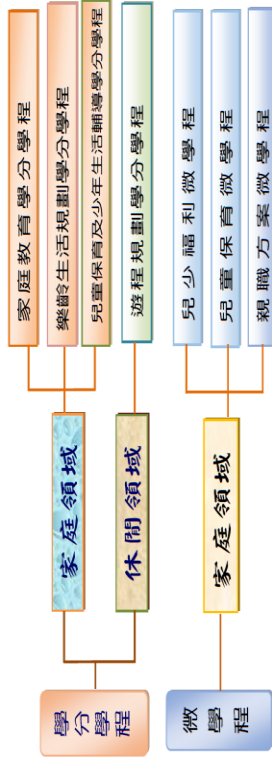 學分學程
家庭領域
家庭教育學分學程
樂齡生活規劃學分學程
兒童保育及少年生活輔導學分學程
休閒領域
遊程規劃學分學程
微學程
家庭領域
兒少福利微學程
兒童保育微學程
親職方案微學程